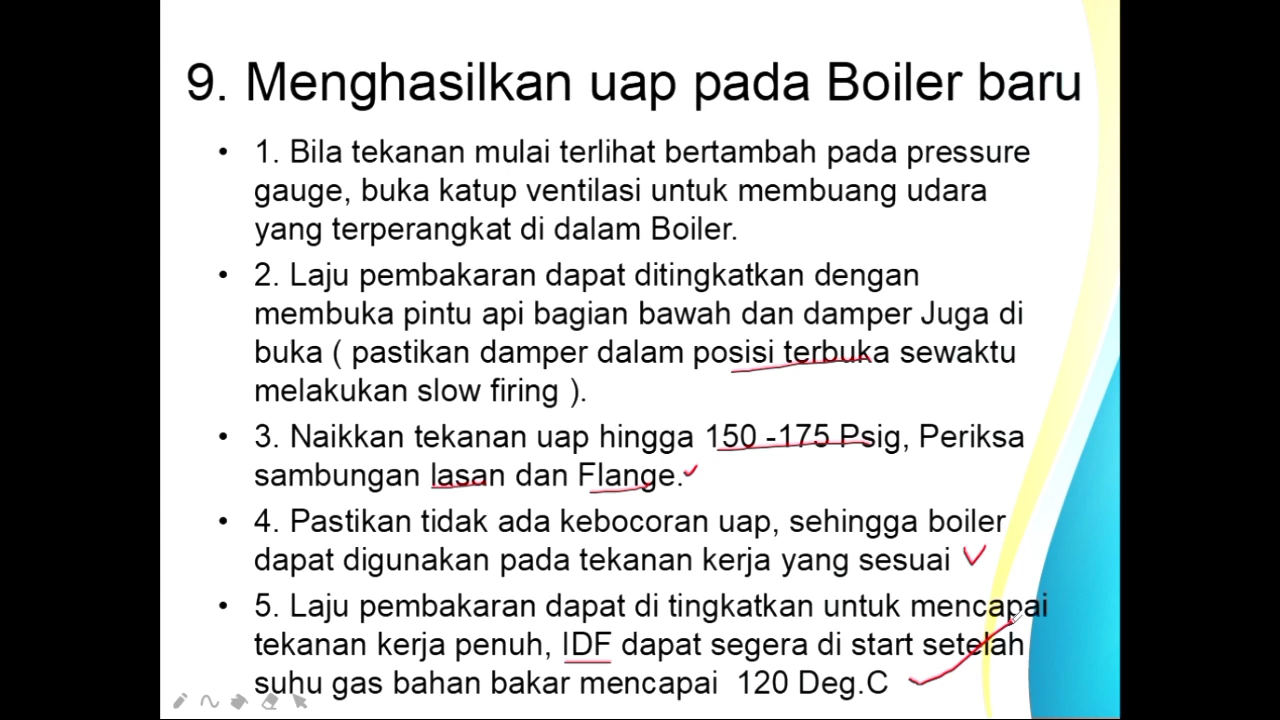 9. Menghasilkan uap pada Boiler baru
• 1. Bila tekanan mulai terlihat bertambah pada pressure
gauge, buka katup ventilasi untuk membuang udara
yang terperangkat di dalam Boiler.
• 2. Laju pembakaran dapat ditingkatkan dengan
membuka pintu api bagian bawah dan damper Juga di
buka ( pastikan damper dalam posisi terbuka sewaktu
melakukan slow firing ).
• 3. Naikkan tekanan uap hingga 150 -175 Psig, Periksa
sambungan lasan dan Flange.
• 4. Pastikan tidak ada kebocoran uap, sehingga boiler
dapat digunakan pada tekanan kerja yang sesuai
• 5. Laju pembakaran dapat di tingkatkan untuk mencapai
tekanan kerja penuh, IDF dapat segera di start setelah
suhu gas bahan bakar mencapai 120 Deg.C